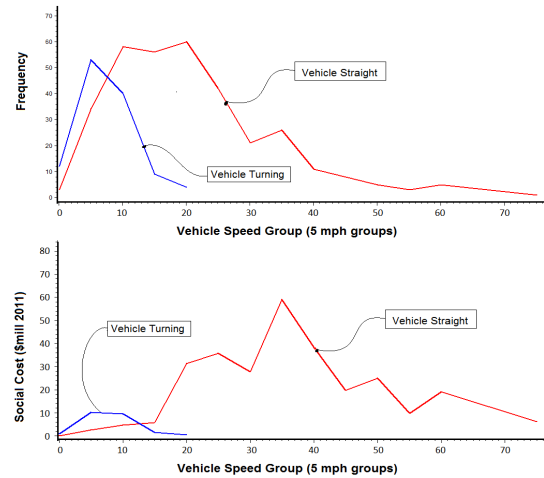 70
60
50
40
30
20
10
0
Frequency
Vehicle Straight
Vehicle Turning
0 10 20 30 40 50 60 70
Vehicle Speed Group (5 mph groups)
80
70
60
50
40
30
20
10
0
Social Cost ($mill 2011)
Vehicle Turning
Vehicle Straight
0 10 20 30 40 50 60 70
Vehicle Speed Group (5 mph groups)